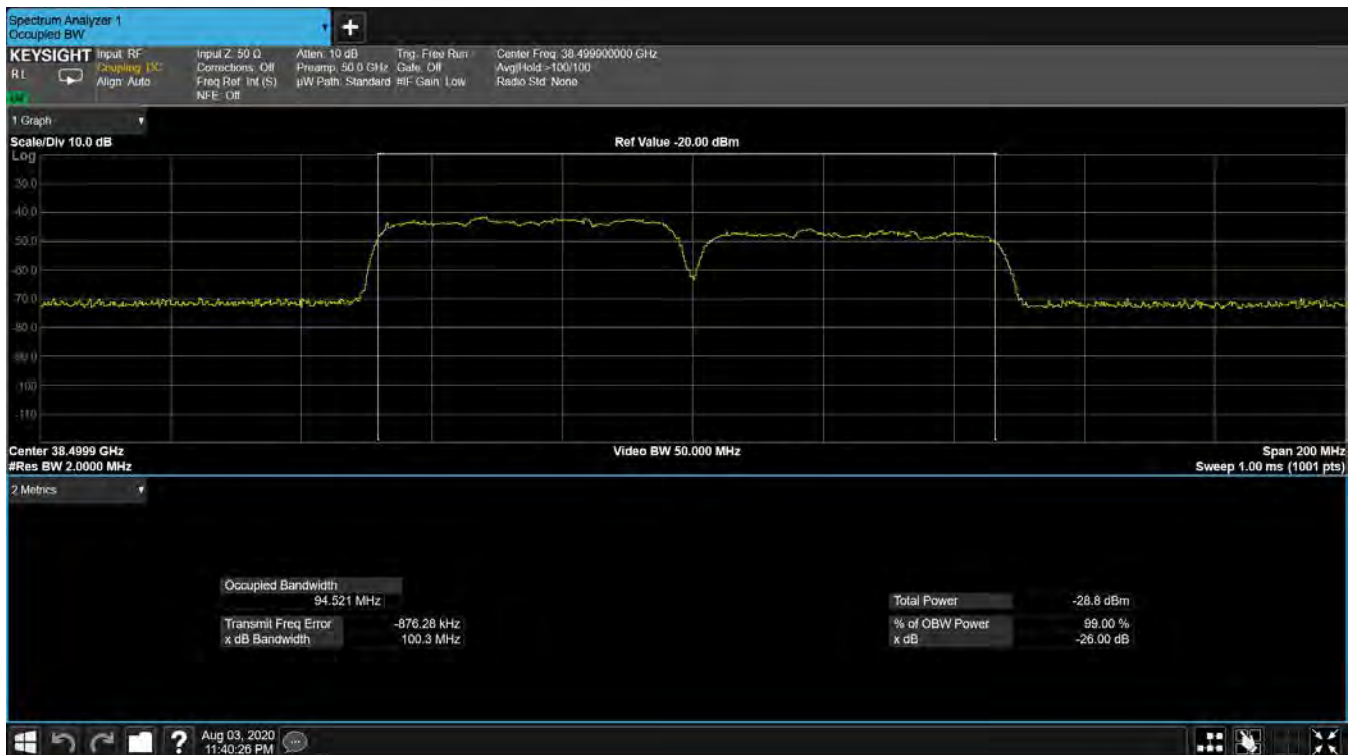 Spectrum Analyzer 1
Occupied BW
KEYSIGHT Input: RF Input Z: 50 Ω Atten: 10 dB Trig: Free Run Center Freq: 38.499900000 GHz
RL Coupling: DC Corrections: Off Preamp: 50.0 GHz Gate: Off Avg|Hold:>100/100
Align: Auto Freq Ref: Int (S) µW Path: Standard #IF Gain: Low Radio Std: None
NFE: Off
1 Graph
Scale/Div 10.0 dB Ref Value -20.00 dBm
Log
-30.0
-40.0
-50.0
-60.0
-70.0
-80.0
-90.0
-100
-110
Center 38.4999 GHz Video BW 50.000 MHz Span 200 MHz
#Res BW 2.0000 MHz Sweep 1.00 ms (1001 pts)
2 Metrics
Occupied Bandwidth
94.521 MHz
Total Power -28.8 dBm
Transmit Freq Error -876.28 kHz % of OBW Power 99.00 %
x dB Bandwidth 100.3 MHz x dB -26.00 dB
? Aug 03, 2020
11:40:26 PM